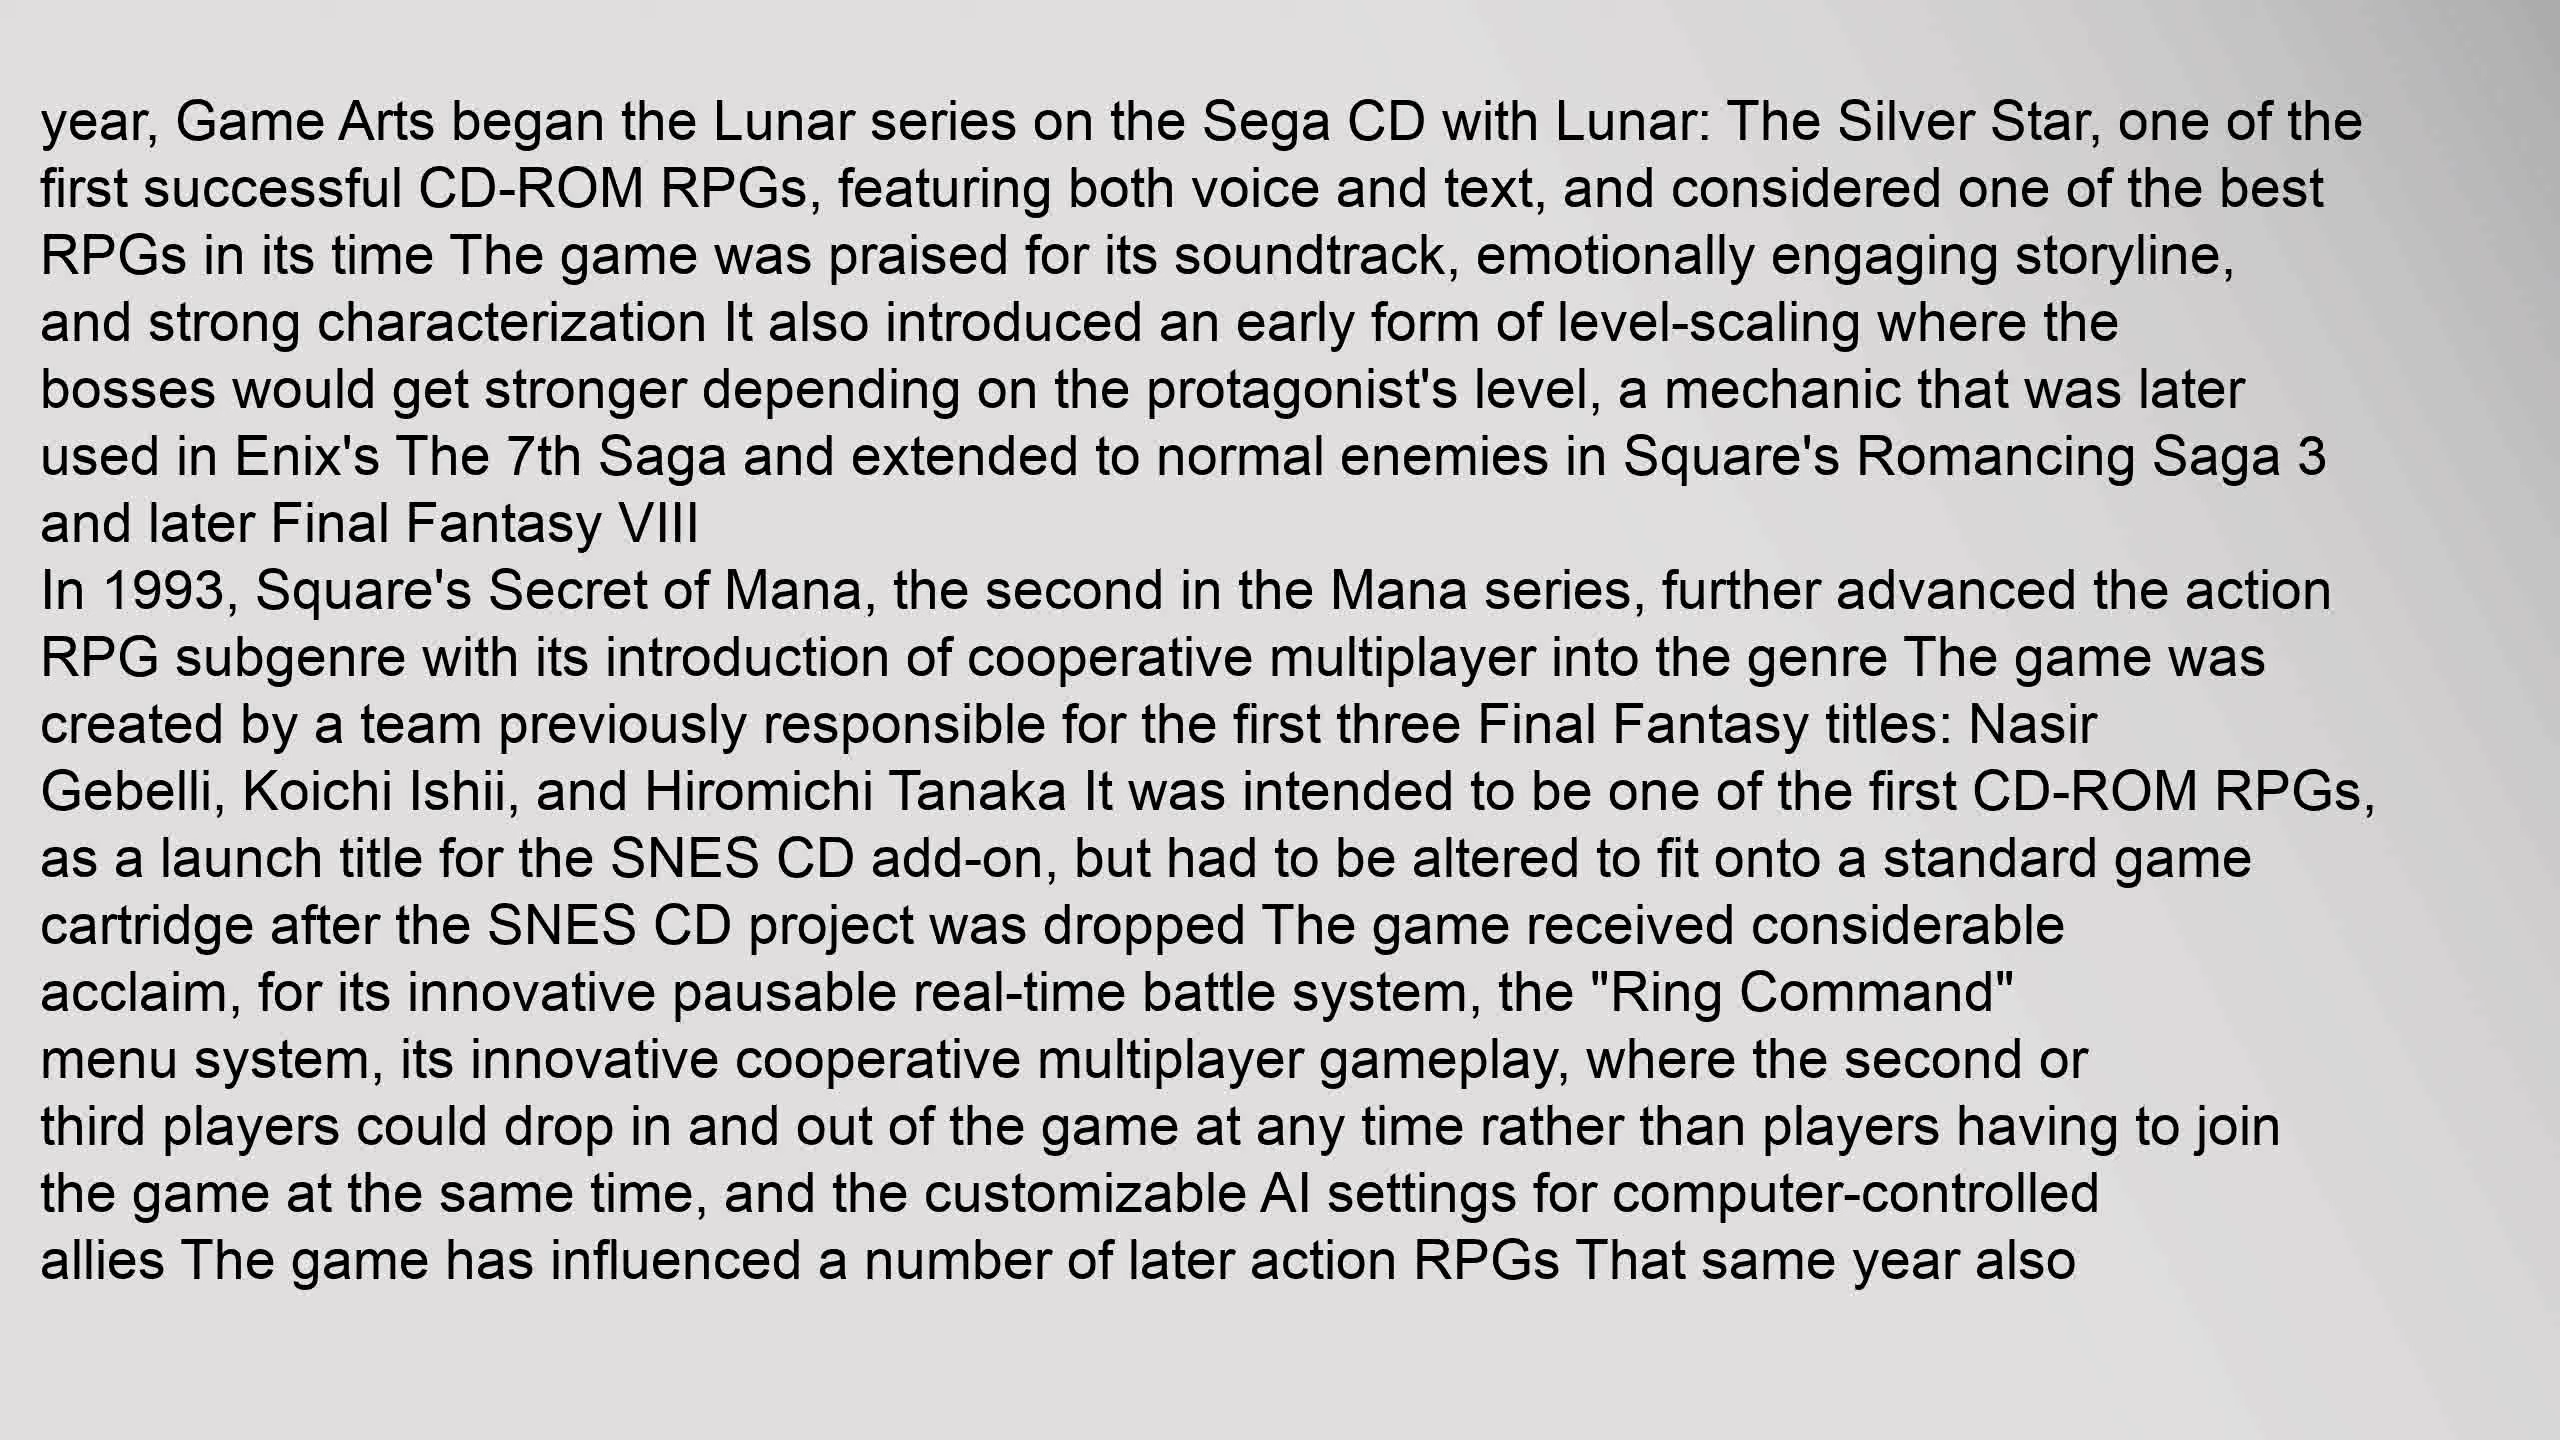 year, Game Arts began the Lunar series on the Sega CD with Lunar: The Silver Star, one of the
first successful CD-ROM RPGs, featuring both voice and text, and considered one of the best
RPGs in its time The game was praised for its soundtrack, emotionally engaging storyline,
and strong characterization It also introduced an early form of level-scaling where the
bosses would get stronger depending on the protagonist's level, a mechanic that was later
used in Enix's The 7th Saga and extended to normal enemies in Square's Romancing Saga 3
and later Final Fantasy VIII
In 1993, Square's Secret of Mana, the second in the Mana series, further advanced the action
RPG subgenre with its introduction of cooperative multiplayer into the genre The game was
created by a team previously responsible for the first three Final Fantasy titles: Nasir
Gebelli, Koichi Ishii, and Hiromichi Tanaka It was intended to be one of the first CD-ROM RPGs,
as a launch title for the SNES CD add-on, but had to be altered to fit onto a standard game
cartridge after the SNES CD project was dropped The game received considerable
acclaim, for its innovative pausable real-time battle system, the "Ring Command"
menu system, its innovative cooperative multiplayer gameplay, where the second or
third players could drop in and out of the game at any time rather than players having to join
the game at the same time, and the customizable AI settings for computer-controlled
allies The game has influenced a number of later action RPGs That same year also